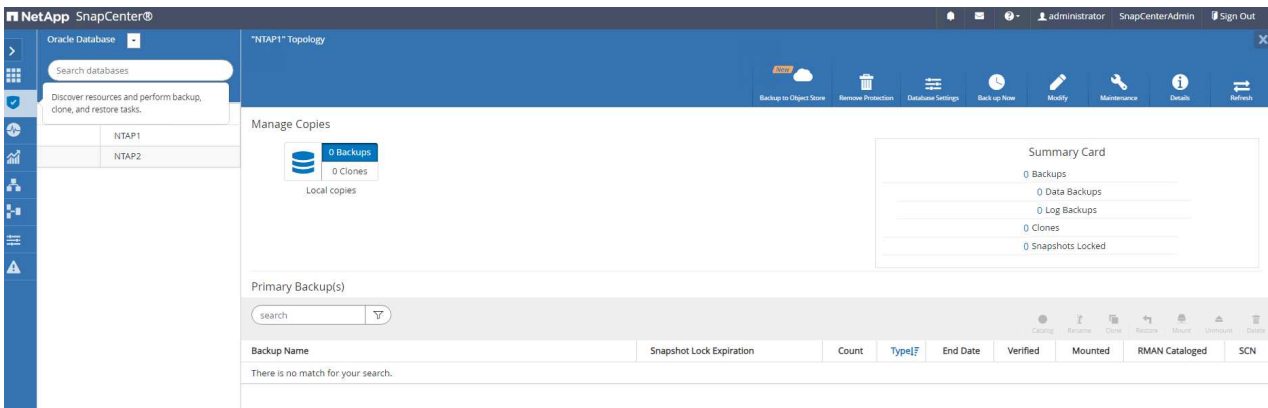 NetApp SnapCenter®
administrator SnapCenterAdmin Sign Out
Oracle Database
"NTAP1" Topology
Search databases
Discover resources and perform backup,
clone, and restore tasks.
New
Backup to Object Store Remove Protection Database Settings Back up Now Modify Maintenance Details Refresh
NTAP1
NTAP2
Manage Copies
0 Backups
0 Clones
Local copies
Summary Card
0 Backups
0 Data Backups
0 Log Backups
0 Clones
0 Snapshots Locked
Primary Backup(s)
search
Catalog Rename Clone Restore Mount Unmount Delete
Backup Name Snapshot Lock Expiration Count Type End Date Verified Mounted RMAN Cataloged SCN
There is no match for your search.